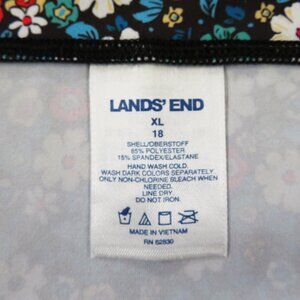 LANDS' END
XL
18
SHELL/OBERSTOFF
85% POLYESTER
15% SPANDEX/ELASTANE
HAND WASH COLD.
WASH DARK COLORS SEPARATELY
ONLY NON-CHLORINE BLEACH WHEN
NEEDED.
LINE DRY
DO NOT IRON.
MADE IN VIETNAM
RN 62830